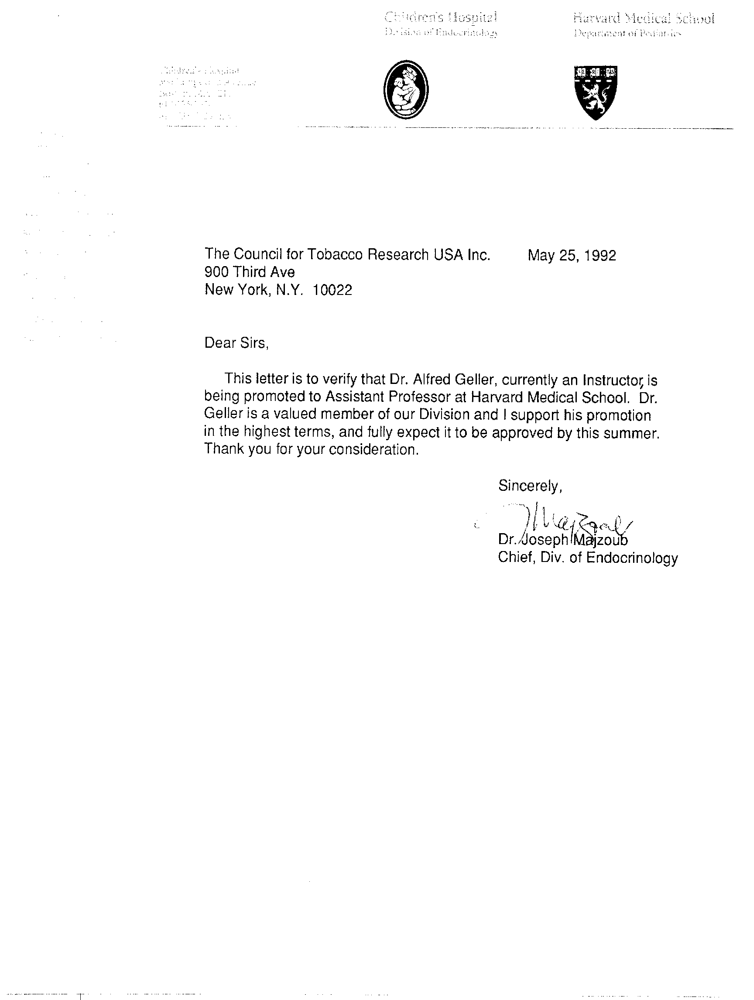 Children's Hospital
Division of Endocrinology
Harvard Medical School
Department of Pediatrics
Children's Hospital
The Council for Tobacco Research USA Inc. May 25, 1992
900 Third Ave
New York, N.Y. 10022
Dear Sirs,
This letter is to verify that Dr. Alfred Geller, currently an Instructor, is
being promoted to Assistant Professor at Harvard Medical School. Dr.
Geller is a valued member of our Division and I support his promotion
in the highest terms, and fully expect it to be approved by this summer.
Thank you for your consideration.
Sincerely,
Majzoub
Dr. Joseph Majzoub
Chief, Div. of Endocrinology